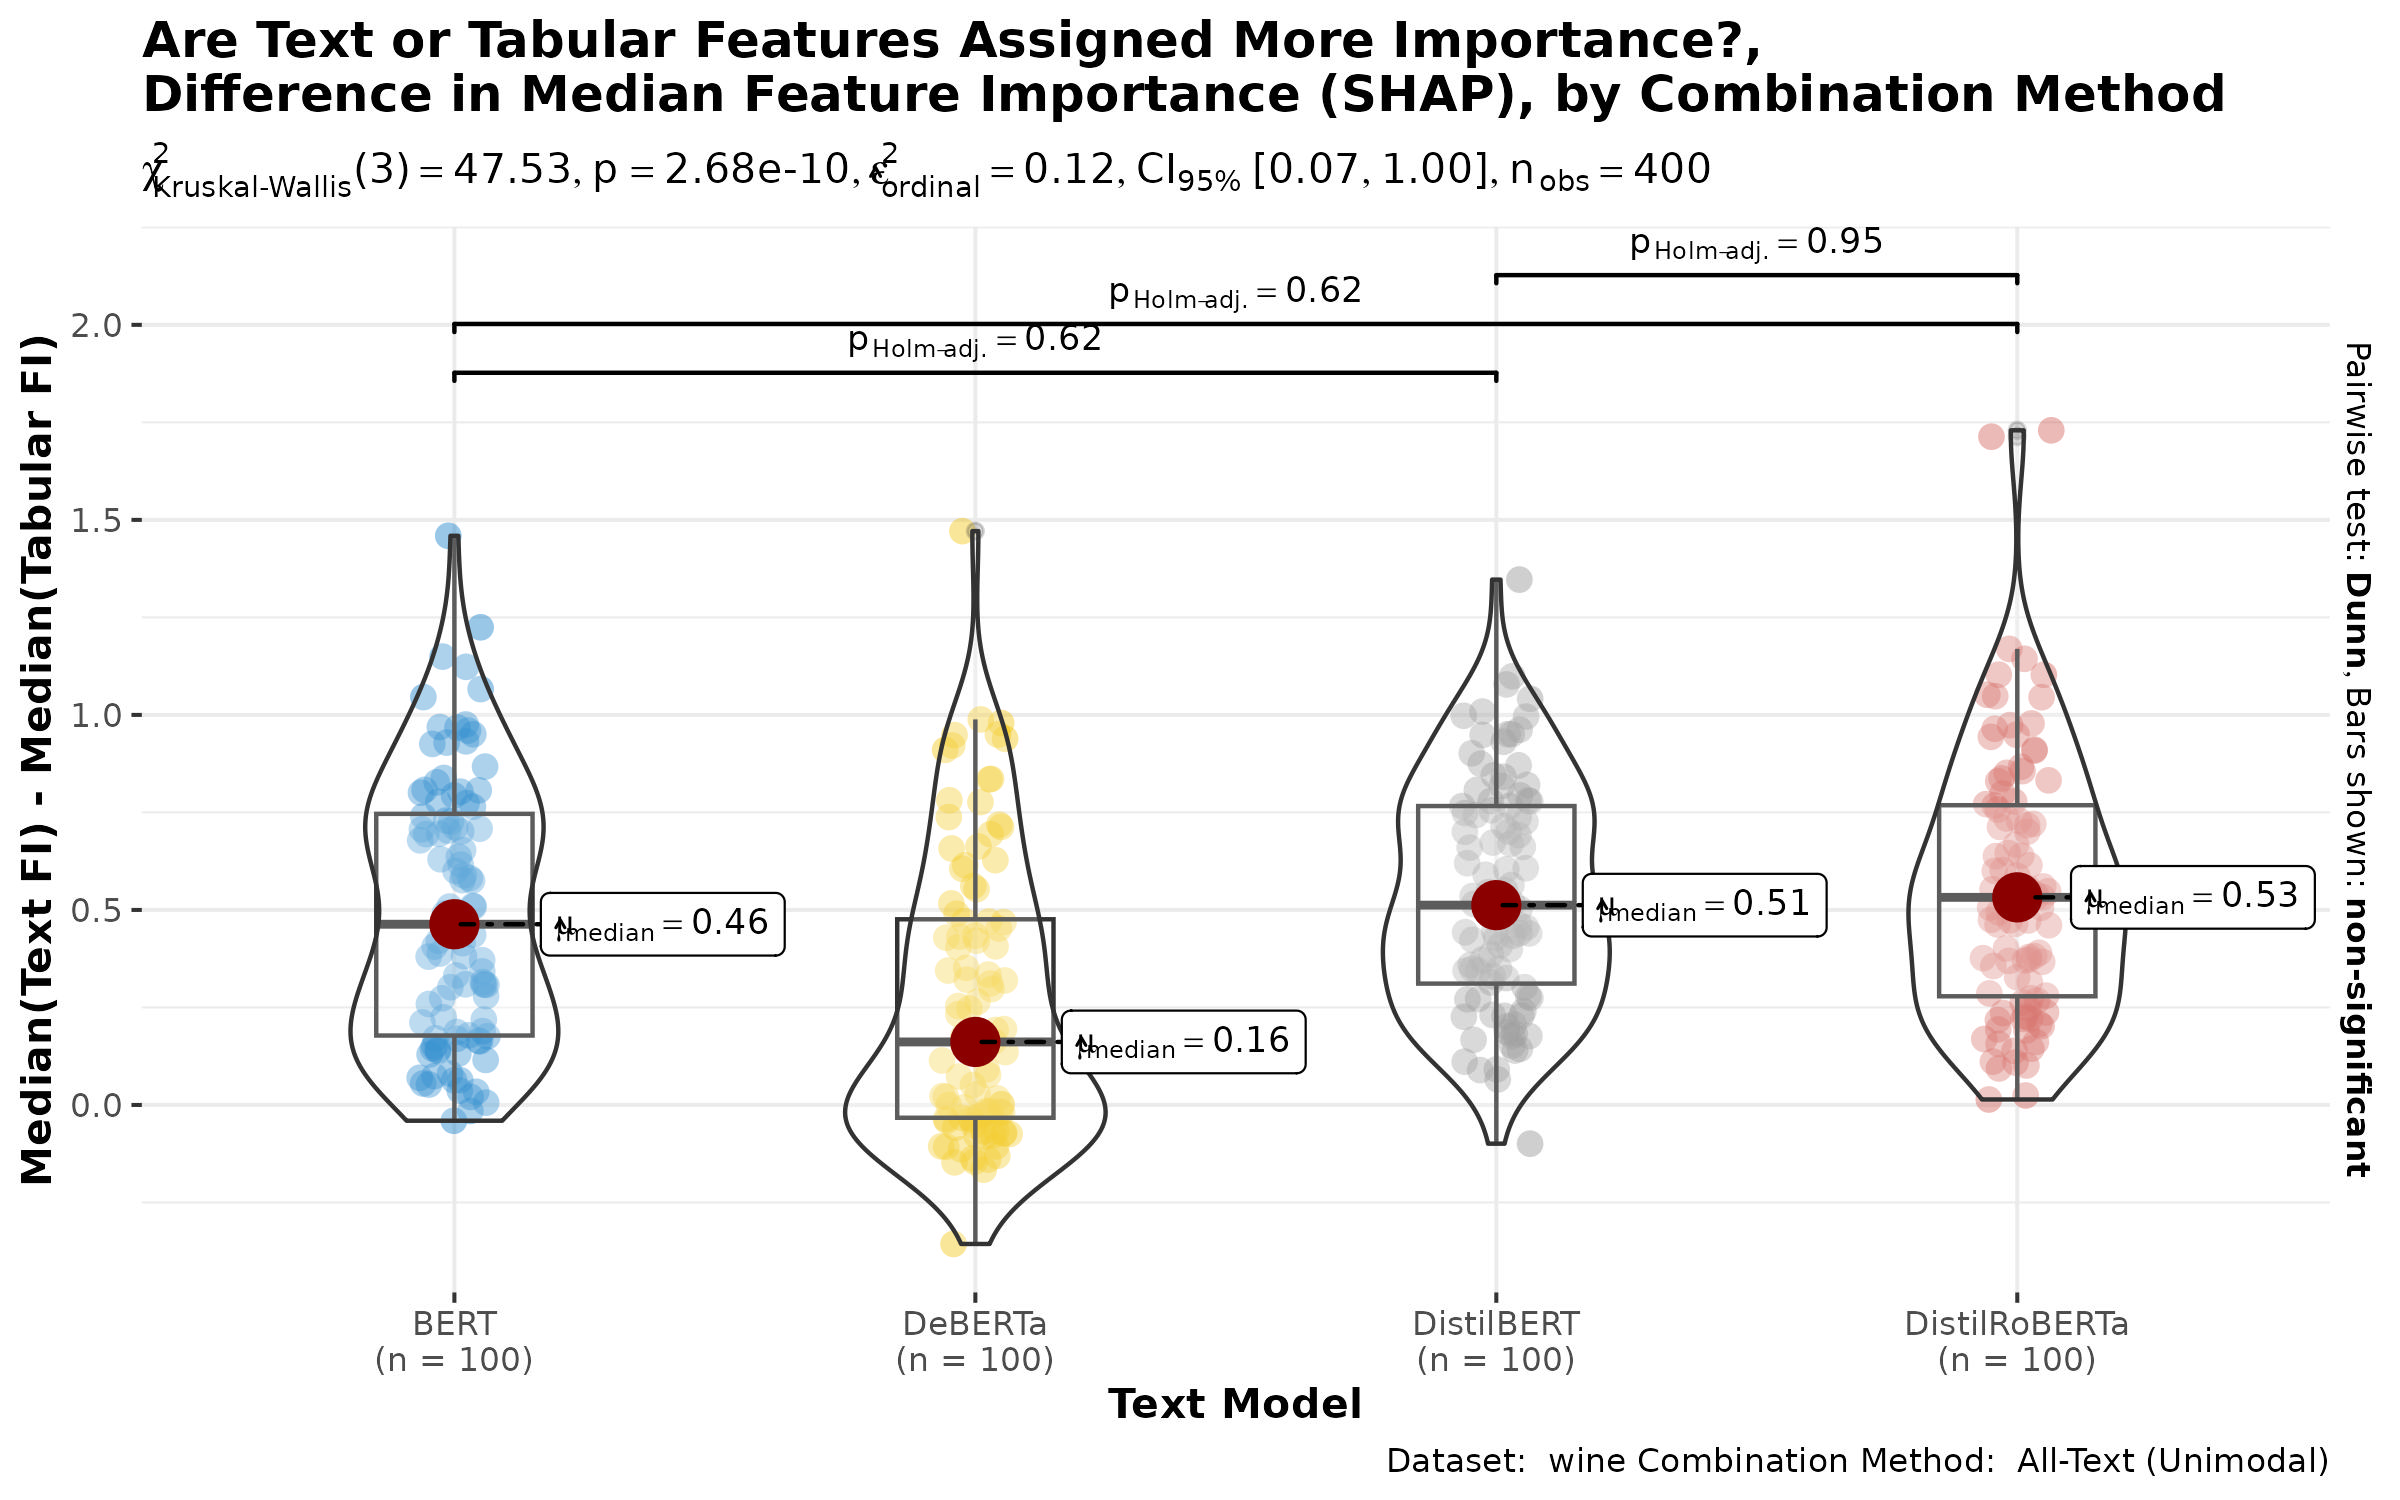 Are Text or Tabular Features Assigned More Importance?,
Difference in Median Feature Importance (SHAP), by Combination Method
χ²Kruskal-Wallis(3) = 47.53, p = 2.68e-10, ε̂²ordinal = 0.12, CI95% [0.07, 1.00], nobs = 400
pHolm-adj. = 0.95
pHolm-adj. = 0.62
pHolm-adj. = 0.62
Median(Text FI) - Median(Tabular FI)
2.0
1.5
1.0
0.5
0.0
μ̂median = 0.46
μ̂median = 0.16
μ̂median = 0.51
μ̂median = 0.53
Pairwise test: Dunn, Bars shown: non-significant
BERT
(n = 100)
DeBERTa
(n = 100)
DistilBERT
(n = 100)
DistilRoBERTa
(n = 100)
Text Model
Dataset:  wine Combination Method:  All-Text (Unimodal)